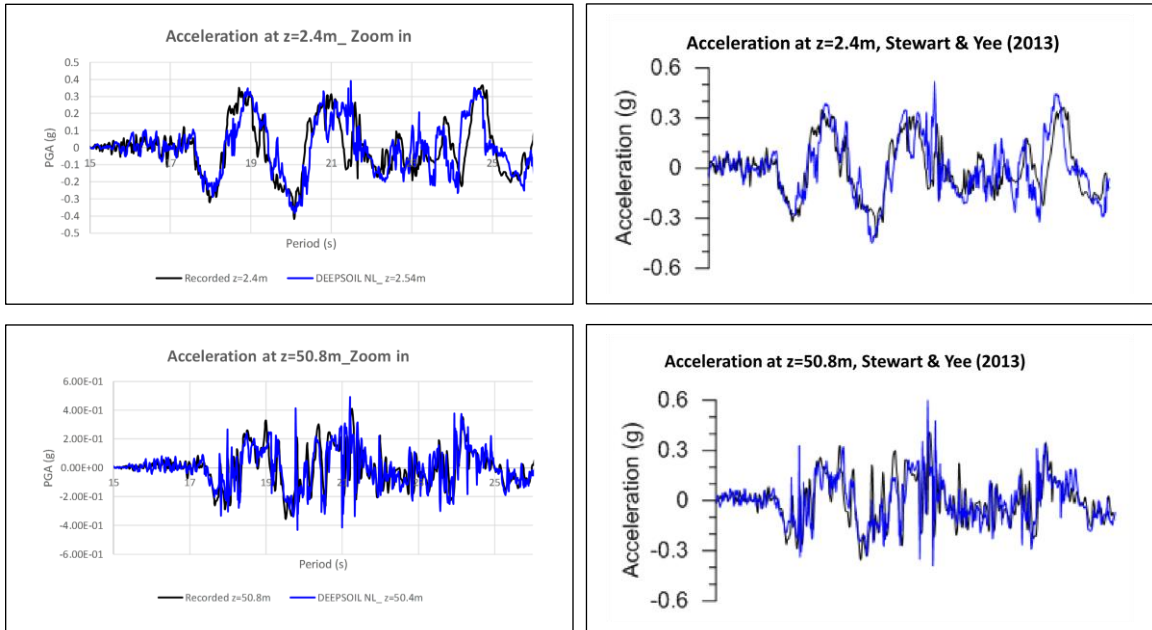 Acceleration at z=2.4m_ Zoom in
0.5
0.4
0.3
0.2
0.1
0
-0.1
-0.2
-0.3
-0.4
-0.5
15
17
19
21
23
25
PGA (g)
Period (s)
Recorded z=2.4m
DEEPSOIL NL_ z=2.54m
Acceleration at z=2.4m, Stewart & Yee (2013)
0.6
0.3
0
-0.3
-0.6
Acceleration (g)
Acceleration at z=50.8m_Zoom in
6.00E-01
4.00E-01
2.00E-01
0.00E+00
-2.00E-01
-4.00E-01
-6.00E-01
15
17
19
21
23
25
PGA (g)
Period (s)
Recorded z=50.8m
DEEPSOIL NL_ z=50.4m
Acceleration at z=50.8m, Stewart & Yee (2013)
0.6
0.3
0
-0.3
-0.6
Acceleration (g)